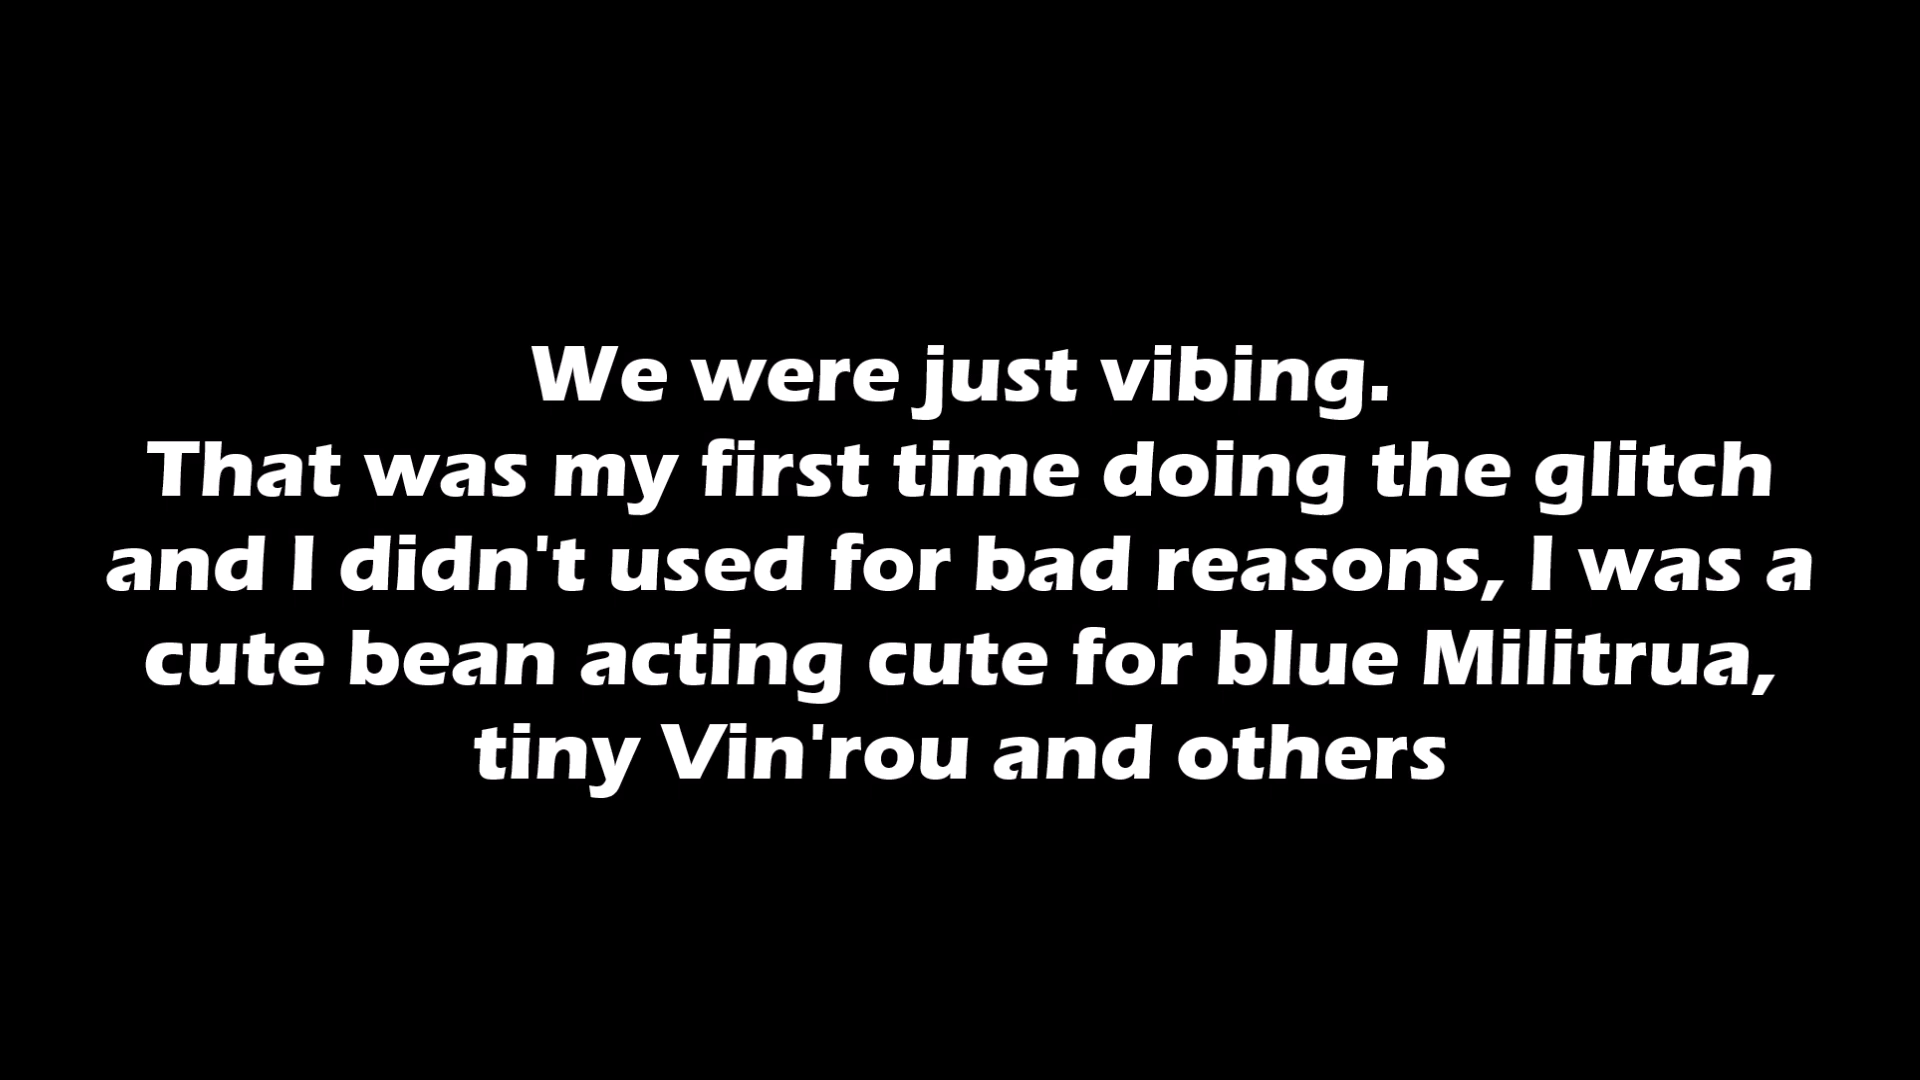 We were just vibing.
That was my first time doing the glitch
and I didn't used for bad reasons, I was a
cute bean acting cute for blue Militrua,
tiny Vin'rou and others